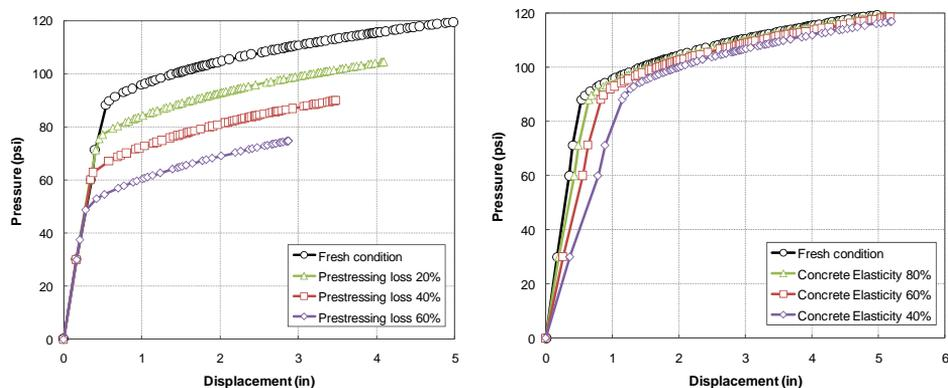 120
100
80
60
40
20
0
Pressure (psi)
Fresh condition
Prestressing loss 20%
Prestressing loss 40%
Prestressing loss 60%
0 1 2 3 4 5
Displacement (in)
120
100
80
60
40
20
0
Pressure (psi)
Fresh condition
Concrete Elasticity 80%
Concrete Elasticity 60%
Concrete Elasticity 40%
0 1 2 3 4 5 6
Displacement (in)